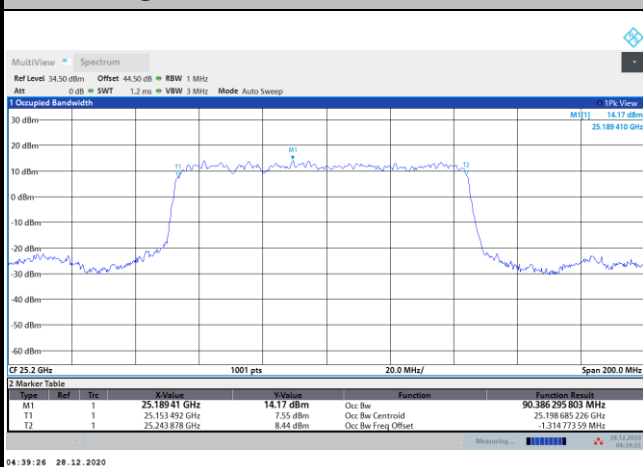 MultiView Spectrum
Ref Level 34.50 dBm Offset 44.50 dB RBW 1 MHz
Att 0 dB SWT 1.2 ms VBW 3 MHz Mode Auto Sweep
1 Occupied Bandwidth 1Pk View
M1[1] 14.17 dBm
25.189 410 GHz
30 dBm
20 dBm
M1
T1 T2
10 dBm
0 dBm
-10 dBm
-20 dBm
-30 dBm
-40 dBm
-50 dBm
-60 dBm
CF 25.2 GHz 1001 pts 20.0 MHz/ Span 200.0 MHz
2 Marker Table
Type Ref Trc X-Value Y-Value Function Function Result
M1 1 25.189 41 GHz 14.17 dBm Occ Bw 90.386 295 803 MHz
T1 1 25.153 492 GHz 7.55 dBm Occ Bw Centroid 25.198 685 226 GHz
T2 1 25.243 878 GHz 8.44 dBm Occ Bw Freq Offset -1.314 773 59 MHz
Measuring... 28.12.2020
04:39:25
04:39:26 28.12.2020